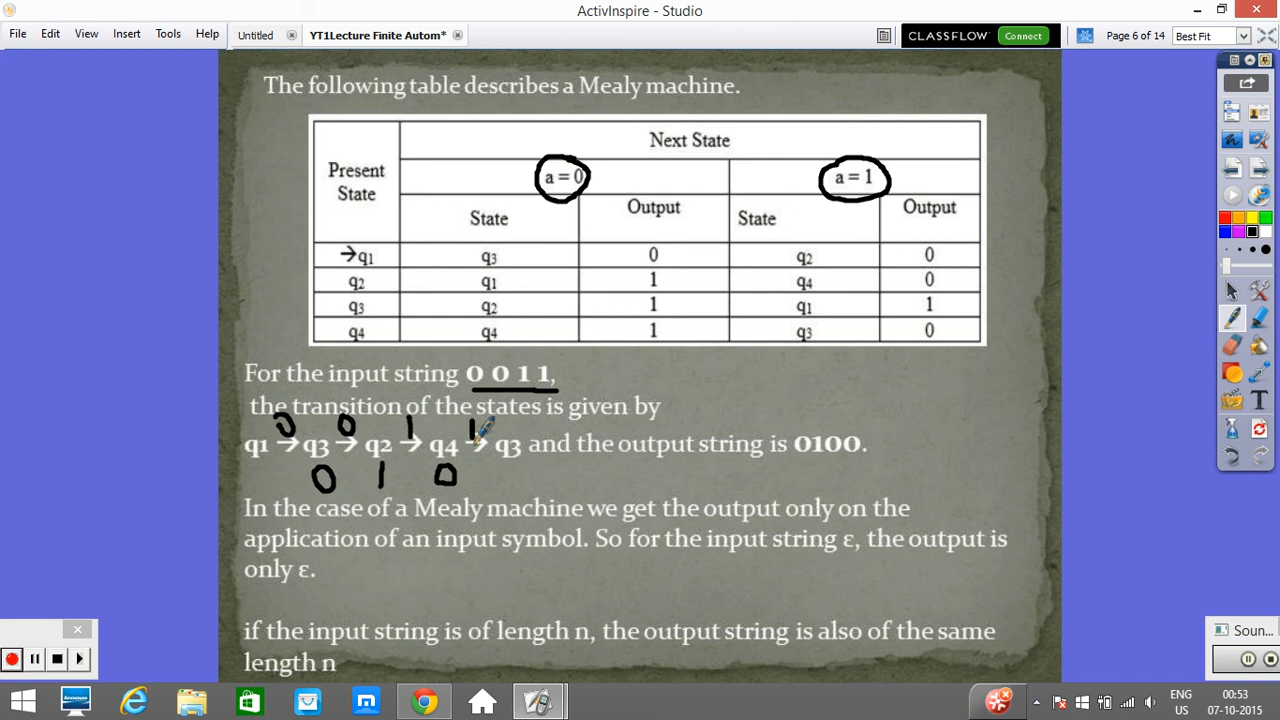 ActivInspire - Studio
File Edit View Insert Tools Help Untitled YT1Lecture Finite Autom* CLASSFLOW Connect Page 6 of 14 Best Fit
The following table describes a Mealy machine.
Present State Next State
a = 0 a = 1
State Output State Output
→q1 q3 0 q2 0
q2 q1 1 q4 0
q3 q2 1 q1 1
q4 q4 1 q3 0
For the input string 0 0 1 1,
the transition of the states is given by
0 0 1 1
q1 → q3 → q2 → q4 → q3 and the output string is 0100.
0 1 0
In the case of a Mealy machine we get the output only on the
application of an input symbol. So for the input string ε, the output is
only ε.
if the input string is of length n, the output string is also of the same
length n
Soun...
ENG 00:53
US 07-10-2015